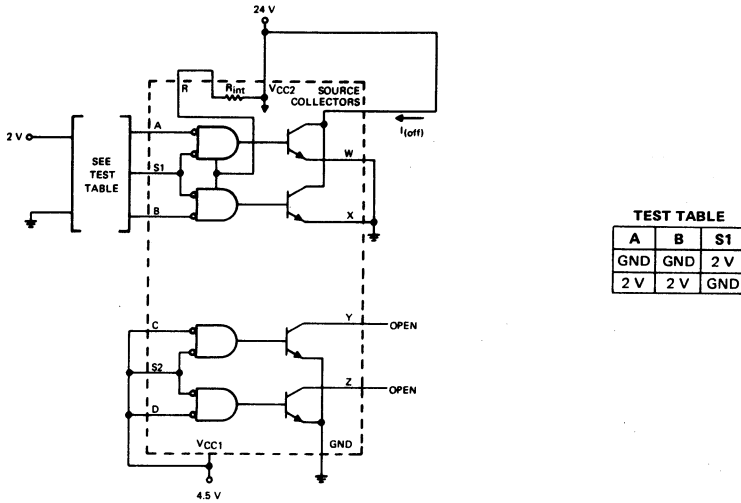 24 V
R
Rint
VCC2
SOURCE
COLLECTORS
I(off)
2 V
SEE
TEST
TABLE
A
S1
B
W
X
TEST TABLE
A B S1
GND GND 2 V
2 V 2 V GND
C
S2
D
Y
OPEN
Z
OPEN
VCC1
GND
4.5 V